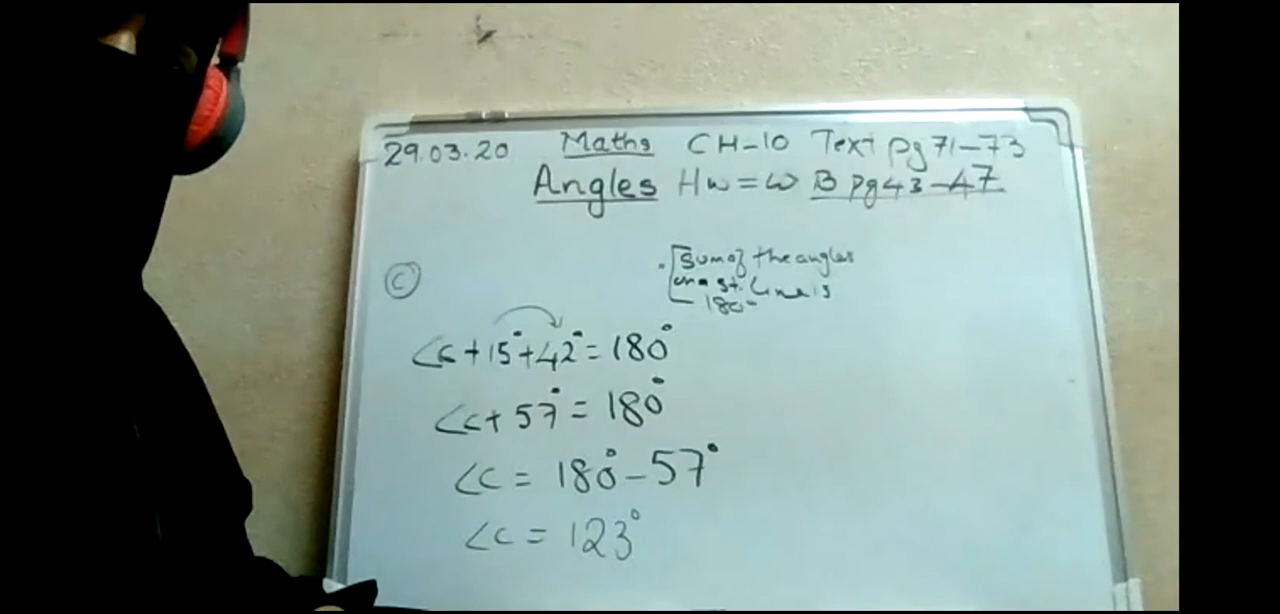 29.03.20 Maths CH-10 Text pg 71-73
Angles HW = W B pg 43-47
(C)
[Sum of the angles
on a st. line is
180°
∠c + 15° + 42° = 180°
∠c + 57° = 180°
∠c = 180° - 57°
∠c = 123°